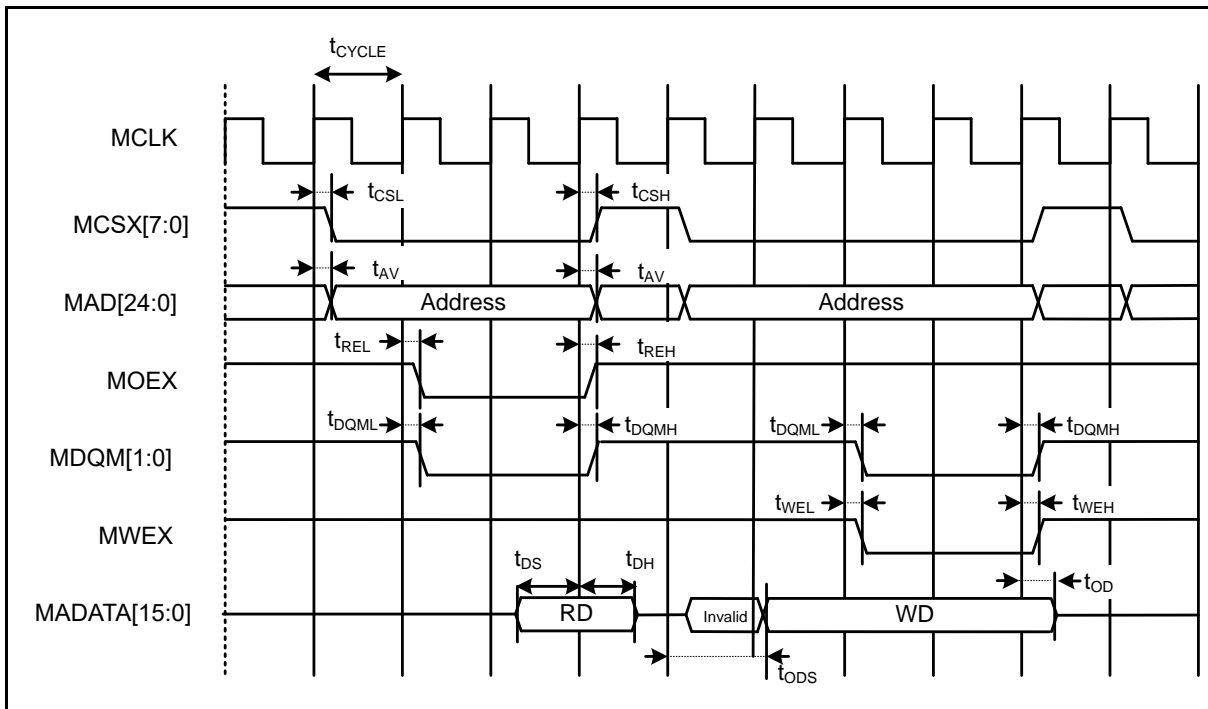 tCYCLE
MCLK
tCSL tCSH
MCSX[7:0]
tAV tAV
MAD[24:0] Address Address
tREL tREH
MOEX
tDQML tDQMH tDQML tDQMH
MDQM[1:0]
tWEL tWEH
MWEX
tDS tDH
tOD
MADATA[15:0] RD Invalid WD
tODS